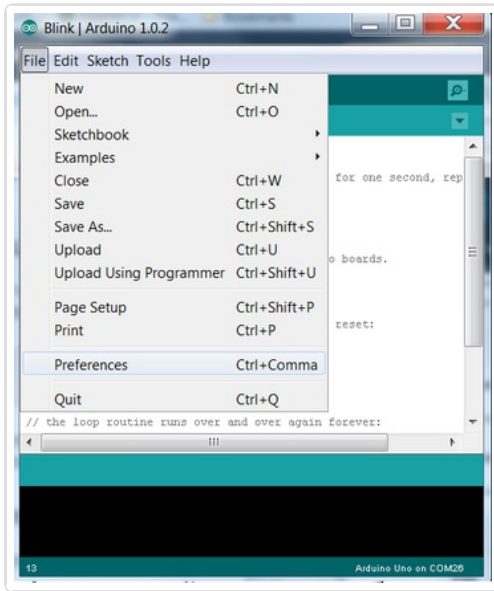 Blink | Arduino 1.0.2
File Edit Sketch Tools Help
New Ctrl+N
Open... Ctrl+O
Sketchbook
Examples
Close Ctrl+W
for one second, rep
Save Ctrl+S
Save As... Ctrl+Shift+S
Upload Ctrl+U
o boards.
Upload Using Programmer Ctrl+Shift+U
Page Setup Ctrl+Shift+P
Print Ctrl+P
reset:
Preferences Ctrl+Comma
Quit Ctrl+Q
// the loop routine runs over and over again forever:
13 Arduino Uno on COM26